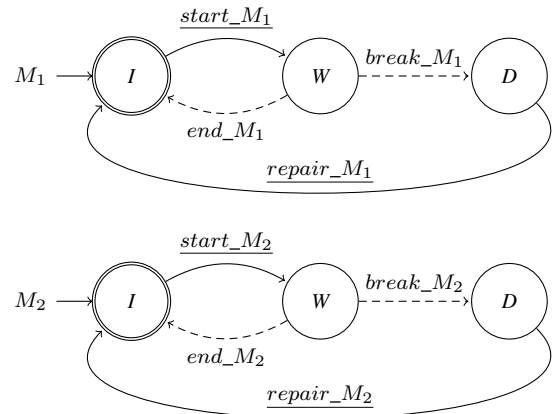 start_M₁
M₁ I W break_M₁ D
end_M₁
repair_M₁
start_M₂
M₂ I W break_M₂ D
end_M₂
repair_M₂